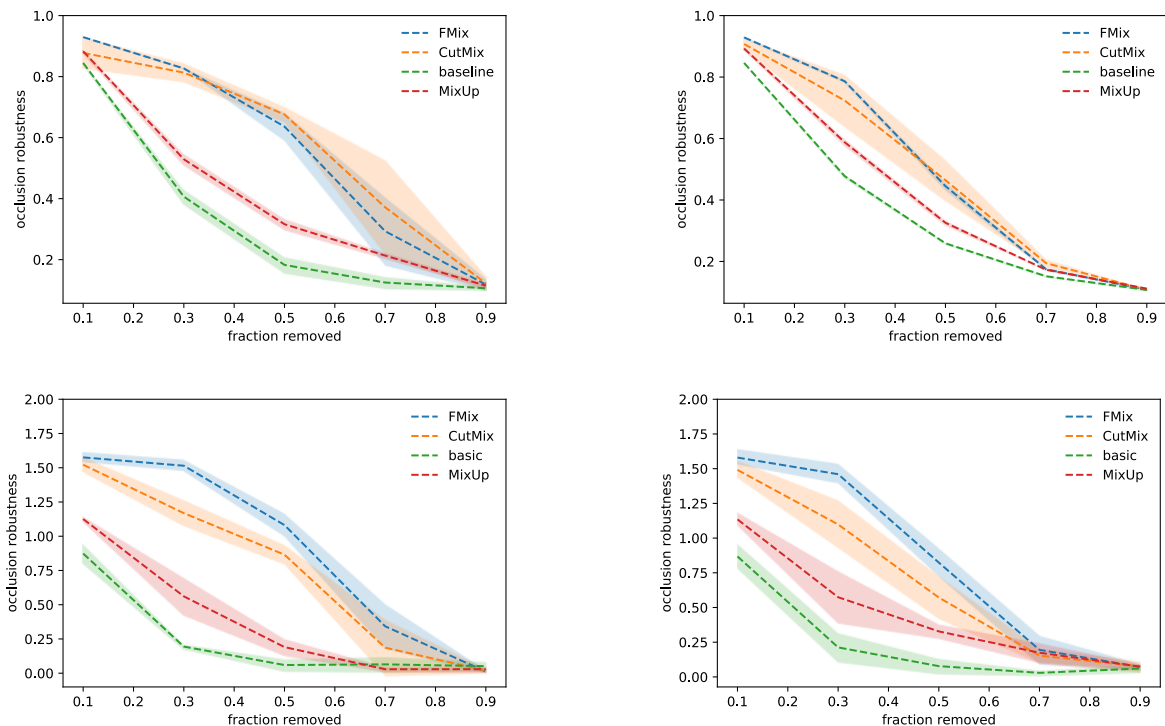 1.0
0.8
0.6
0.4
0.2
occlusion robustness
FMix
CutMix
baseline
MixUp
0.1 0.2 0.3 0.4 0.5 0.6 0.7 0.8 0.9
fraction removed
1.0
0.8
0.6
0.4
0.2
occlusion robustness
FMix
CutMix
baseline
MixUp
0.1 0.2 0.3 0.4 0.5 0.6 0.7 0.8 0.9
fraction removed
2.00
1.75
1.50
1.25
1.00
0.75
0.50
0.25
0.00
occlusion robustness
FMix
CutMix
basic
MixUp
0.1 0.2 0.3 0.4 0.5 0.6 0.7 0.8 0.9
fraction removed
2.00
1.75
1.50
1.25
1.00
0.75
0.50
0.25
0.00
occlusion robustness
FMix
CutMix
basic
MixUp
0.1 0.2 0.3 0.4 0.5 0.6 0.7 0.8 0.9
fraction removed